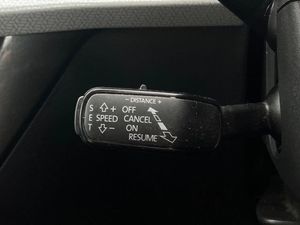 - DISTANCE +
S + OFF
E SPEED CANCEL
T - ON
RESUME